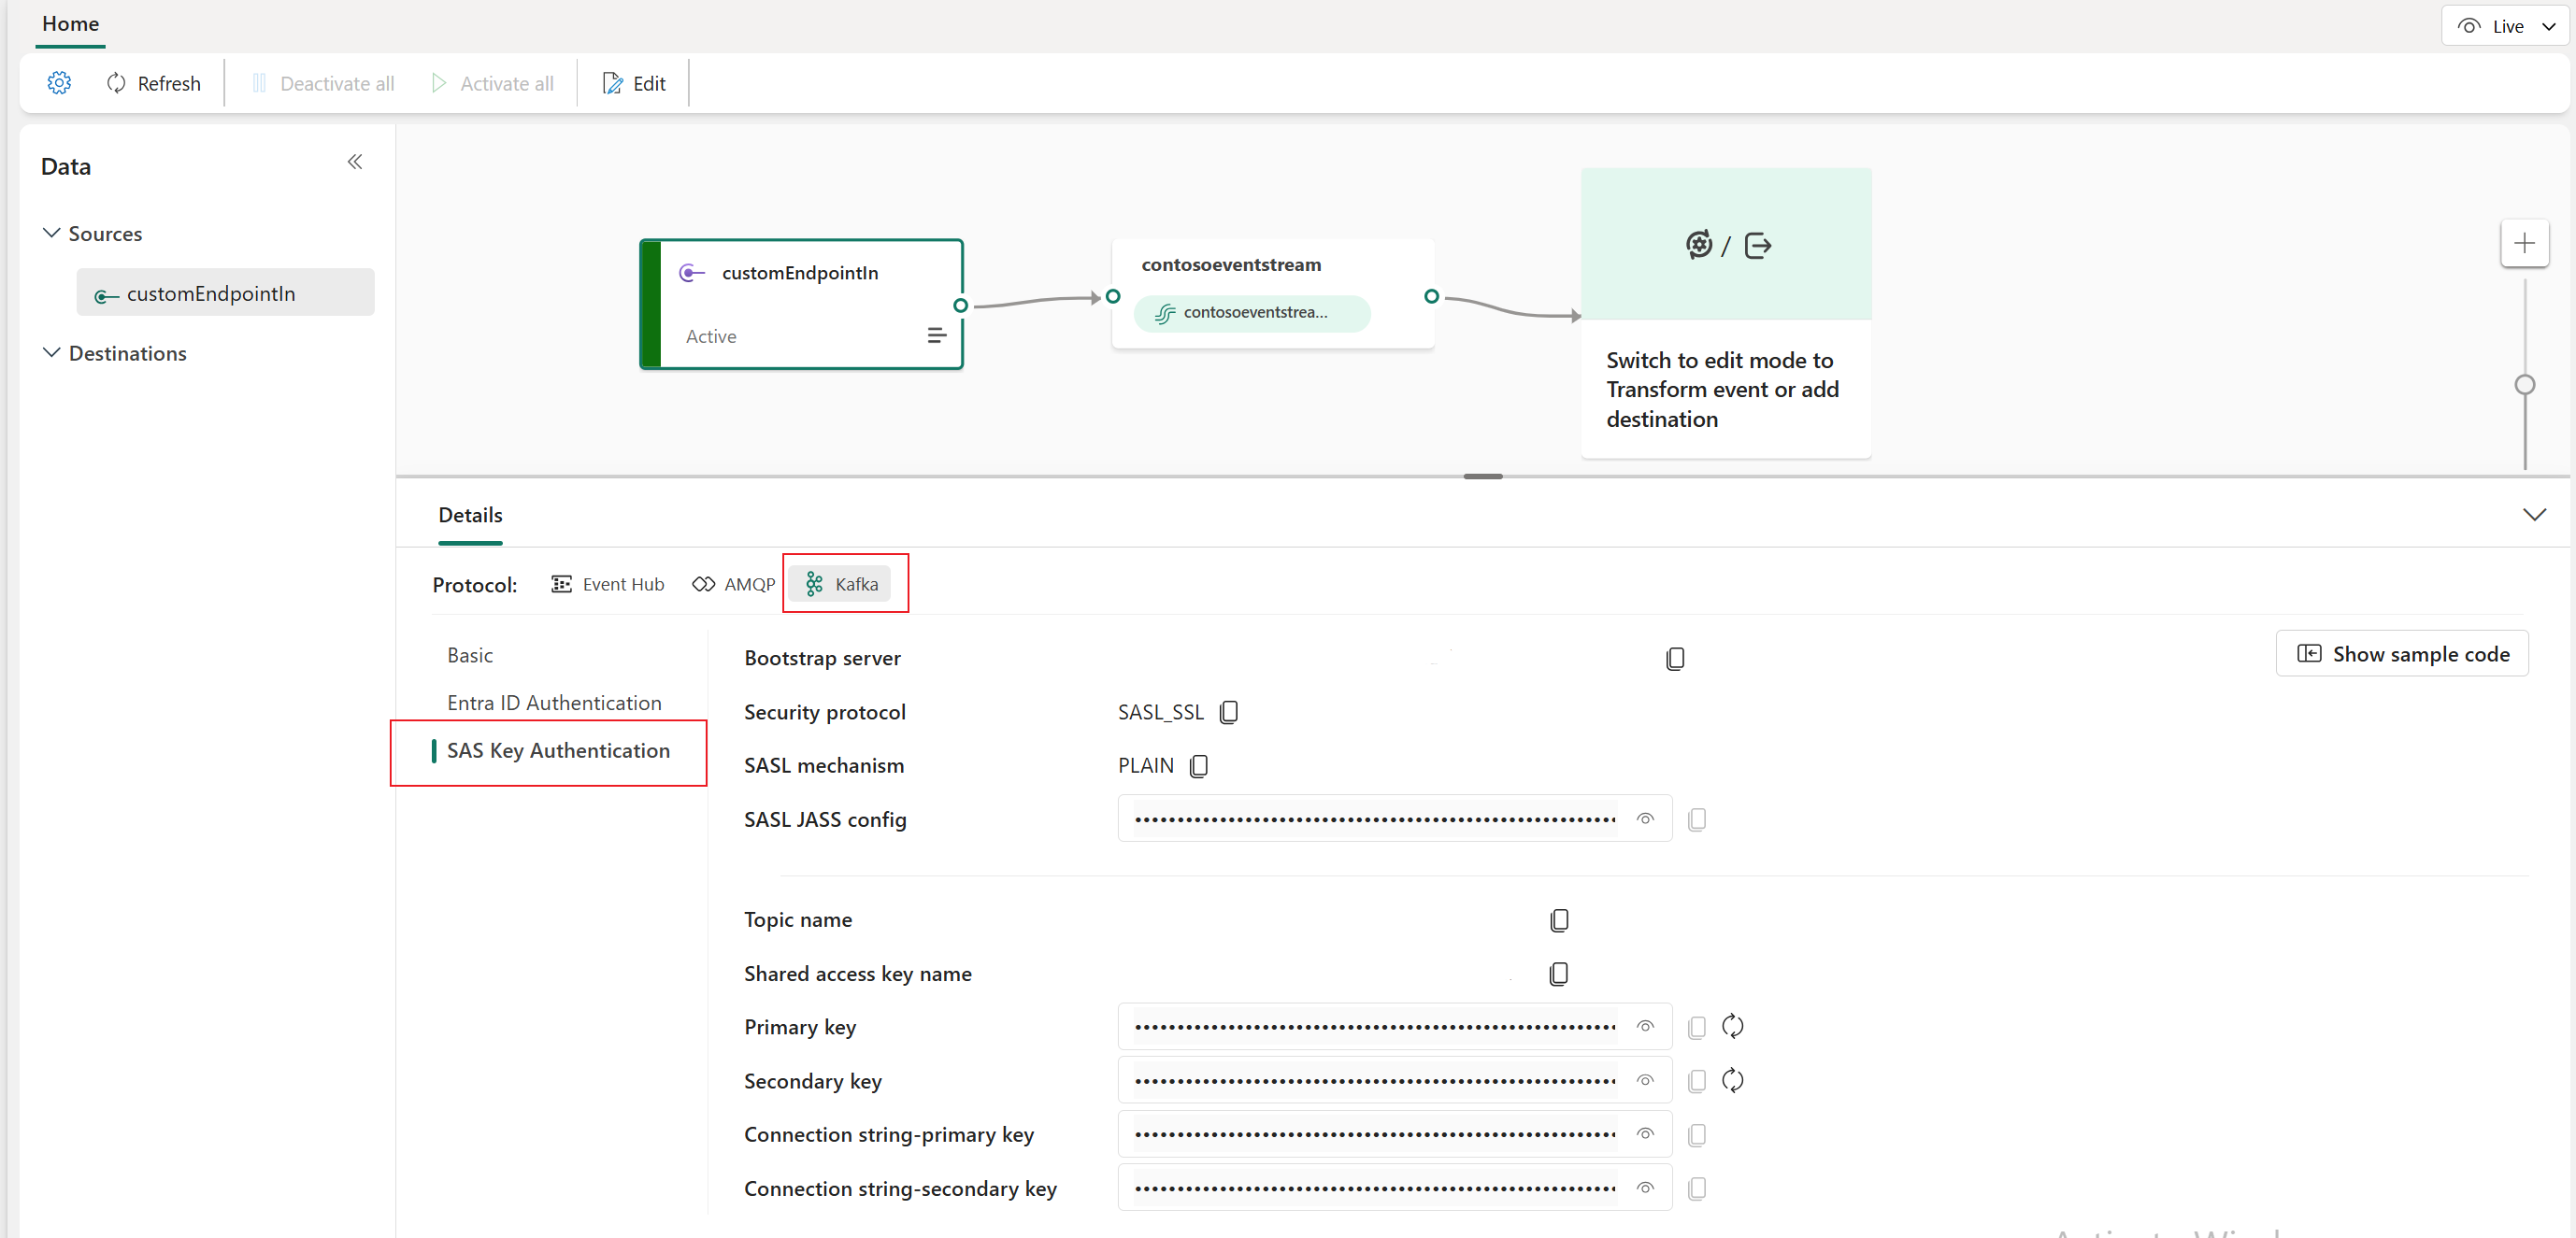 Home
Live
Refresh
Deactivate all
Activate all
Edit
Data
Sources
customEndpointIn
Destinations
customEndpointIn
Active
contosoeventstream
contosoeventstrea...
/
Switch to edit mode to
Transform event or add
destination
Details
Protocol:
Event Hub
AMQP
Kafka
Basic
Entra ID Authentication
SAS Key Authentication
Bootstrap server
Show sample code
Security protocol
SASL_SSL
SASL mechanism
PLAIN
SASL JASS config
Topic name
Shared access key name
Primary key
Secondary key
Connection string-primary key
Connection string-secondary key